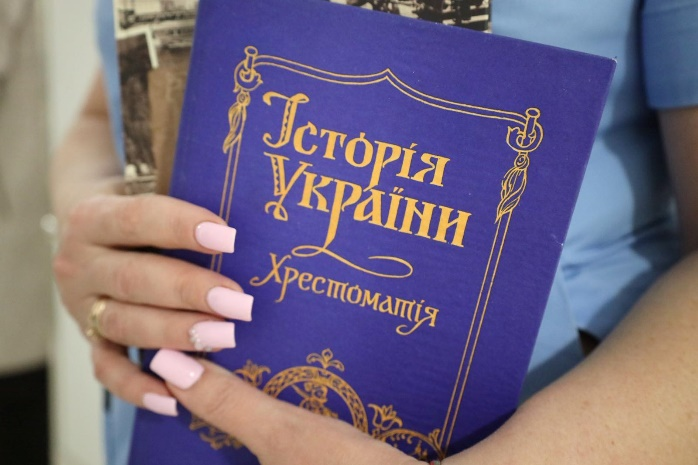 Історія
України
Хрестоматія